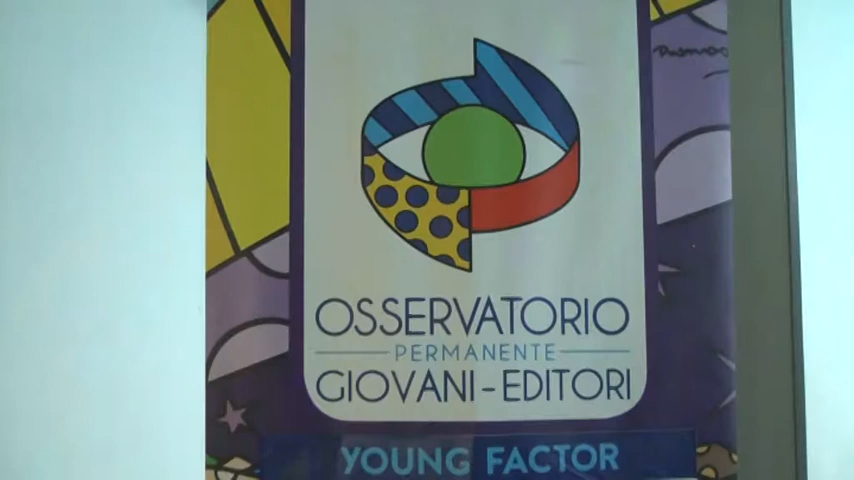 OSSERVATORIO
PERMANENTE
GIOVANI-EDITORI
YOUNG FACTOR